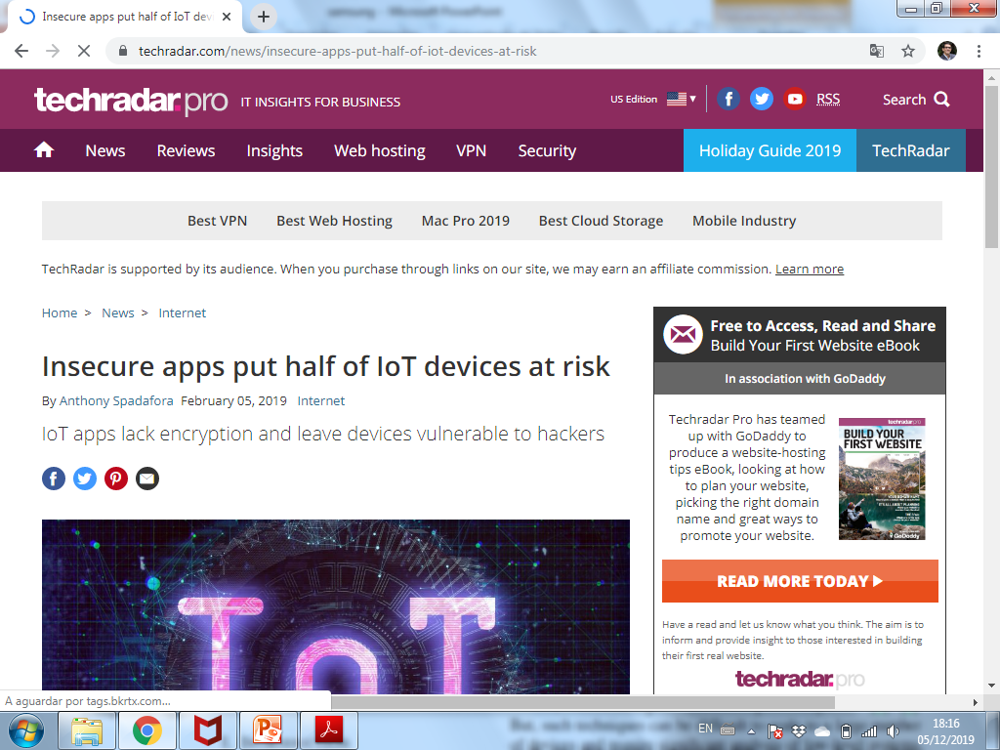 samsung - Microsoft PowerPoint
Insecure apps put half of IoT dev
techradar.com/news/insecure-apps-put-half-of-iot-devices-at-risk
techradar.pro IT INSIGHTS FOR BUSINESS
US Edition
RSS
Search
News Reviews Insights Web hosting VPN Security
Holiday Guide 2019 TechRadar
Best VPN Best Web Hosting Mac Pro 2019 Best Cloud Storage Mobile Industry
TechRadar is supported by its audience. When you purchase through links on our site, we may earn an affiliate commission. Learn more
Home > News > Internet
Insecure apps put half of IoT devices at risk
By Anthony Spadafora February 05, 2019 Internet
IoT apps lack encryption and leave devices vulnerable to hackers
IoT
Free to Access, Read and Share
Build Your First Website eBook
In association with GoDaddy
Techradar Pro has teamed
up with GoDaddy to
produce a website-hosting
tips eBook, looking at how
to plan your website,
picking the right domain
name and great ways to
promote your website.
techradar.pro
BUILD YOUR
FIRST WEBSITE
GoDaddy
READ MORE TODAY
Have a read and let us know what you think. The aim is to
inform and provide insight to those interested in building
their first real website.
techradar.pro
A aguardar por tags.bkrtx.com...
EN
18:16
05/12/2019